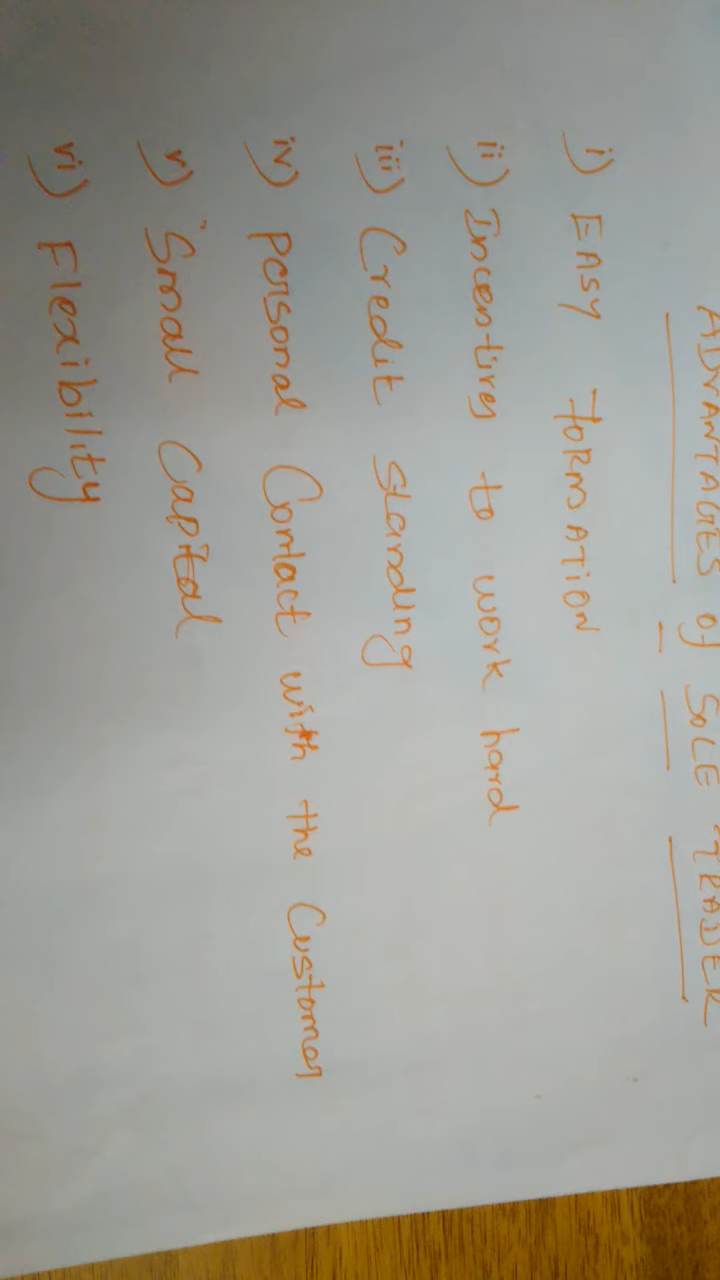 ADVANTAGES of SOLE TRADER
i) EASY FORMATION
ii) Incentives to work hard
iii) Credit standing
iv) personal Contact with the Customer
v) Small Capital
vi) Flexibility